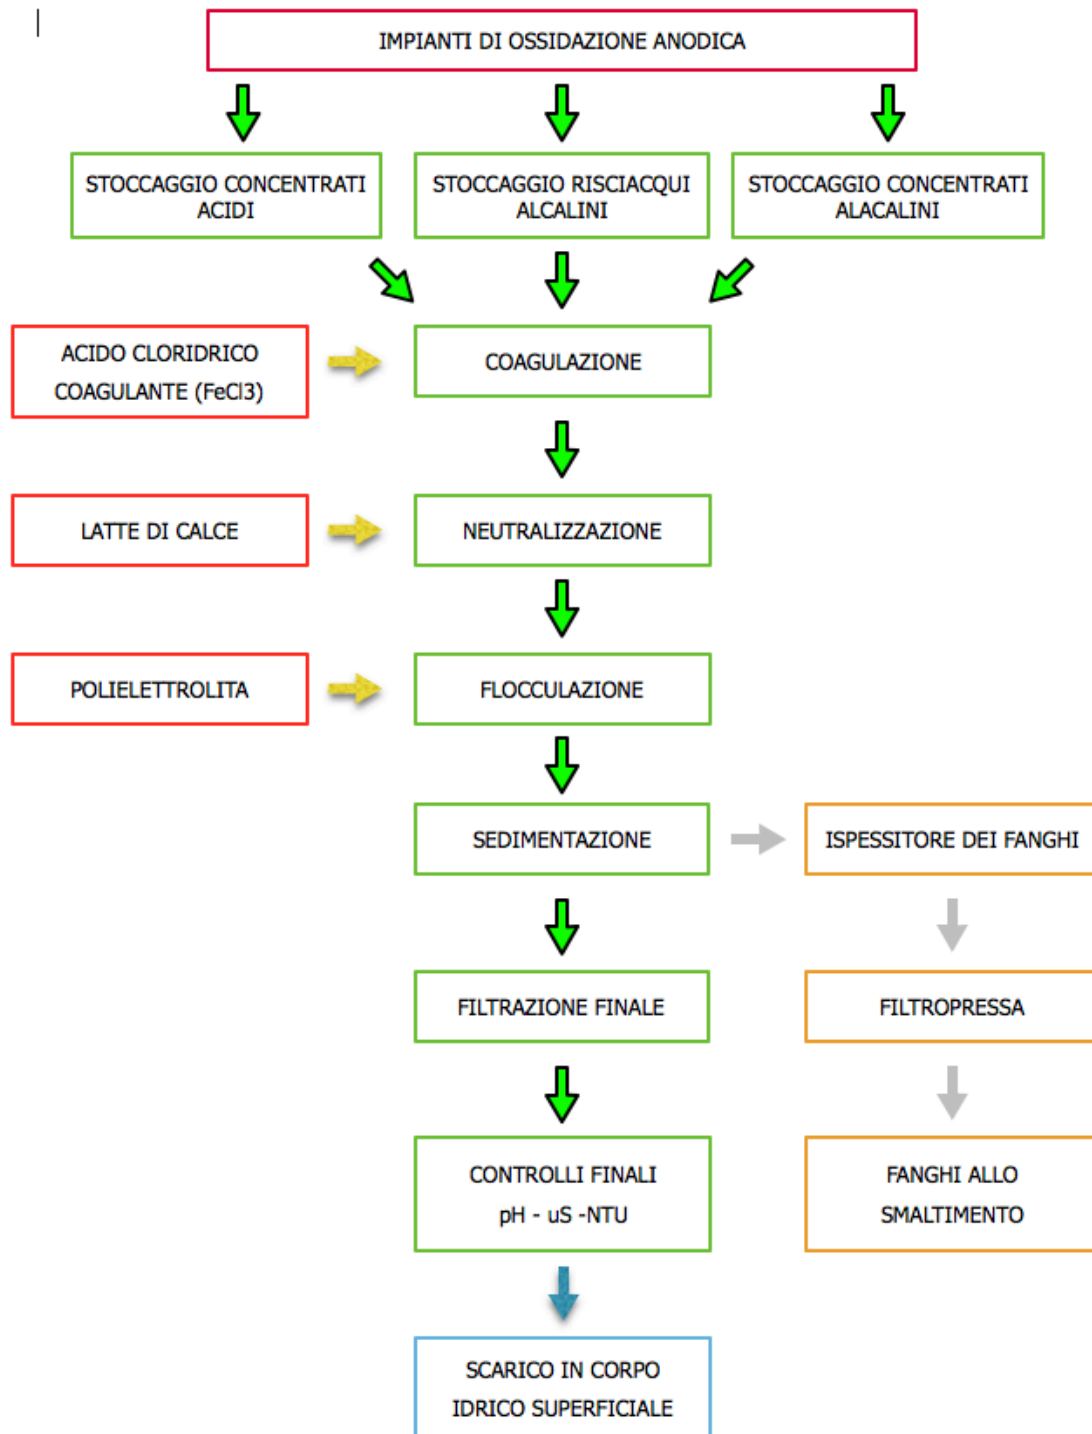 IMPIANTI DI OSSIDAZIONE ANODICA
STOCCAGGIO CONCENTRATI
ACIDI
STOCCAGGIO RISCIACQUI
ALCALINI
STOCCAGGIO CONCENTRATI
ALACALINI
ACIDO CLORIDRICO
COAGULANTE (FeCl3)
COAGULAZIONE
LATTE DI CALCE
NEUTRALIZZAZIONE
POLIELETTROLITA
FLOCCULAZIONE
SEDIMENTAZIONE
ISPESSITORE DEI FANGHI
FILTRAZIONE FINALE
FILTROPRESSA
CONTROLLI FINALI
pH - uS -NTU
FANGHI ALLO
SMALTIMENTO
SCARICO IN CORPO
IDRICO SUPERFICIALE